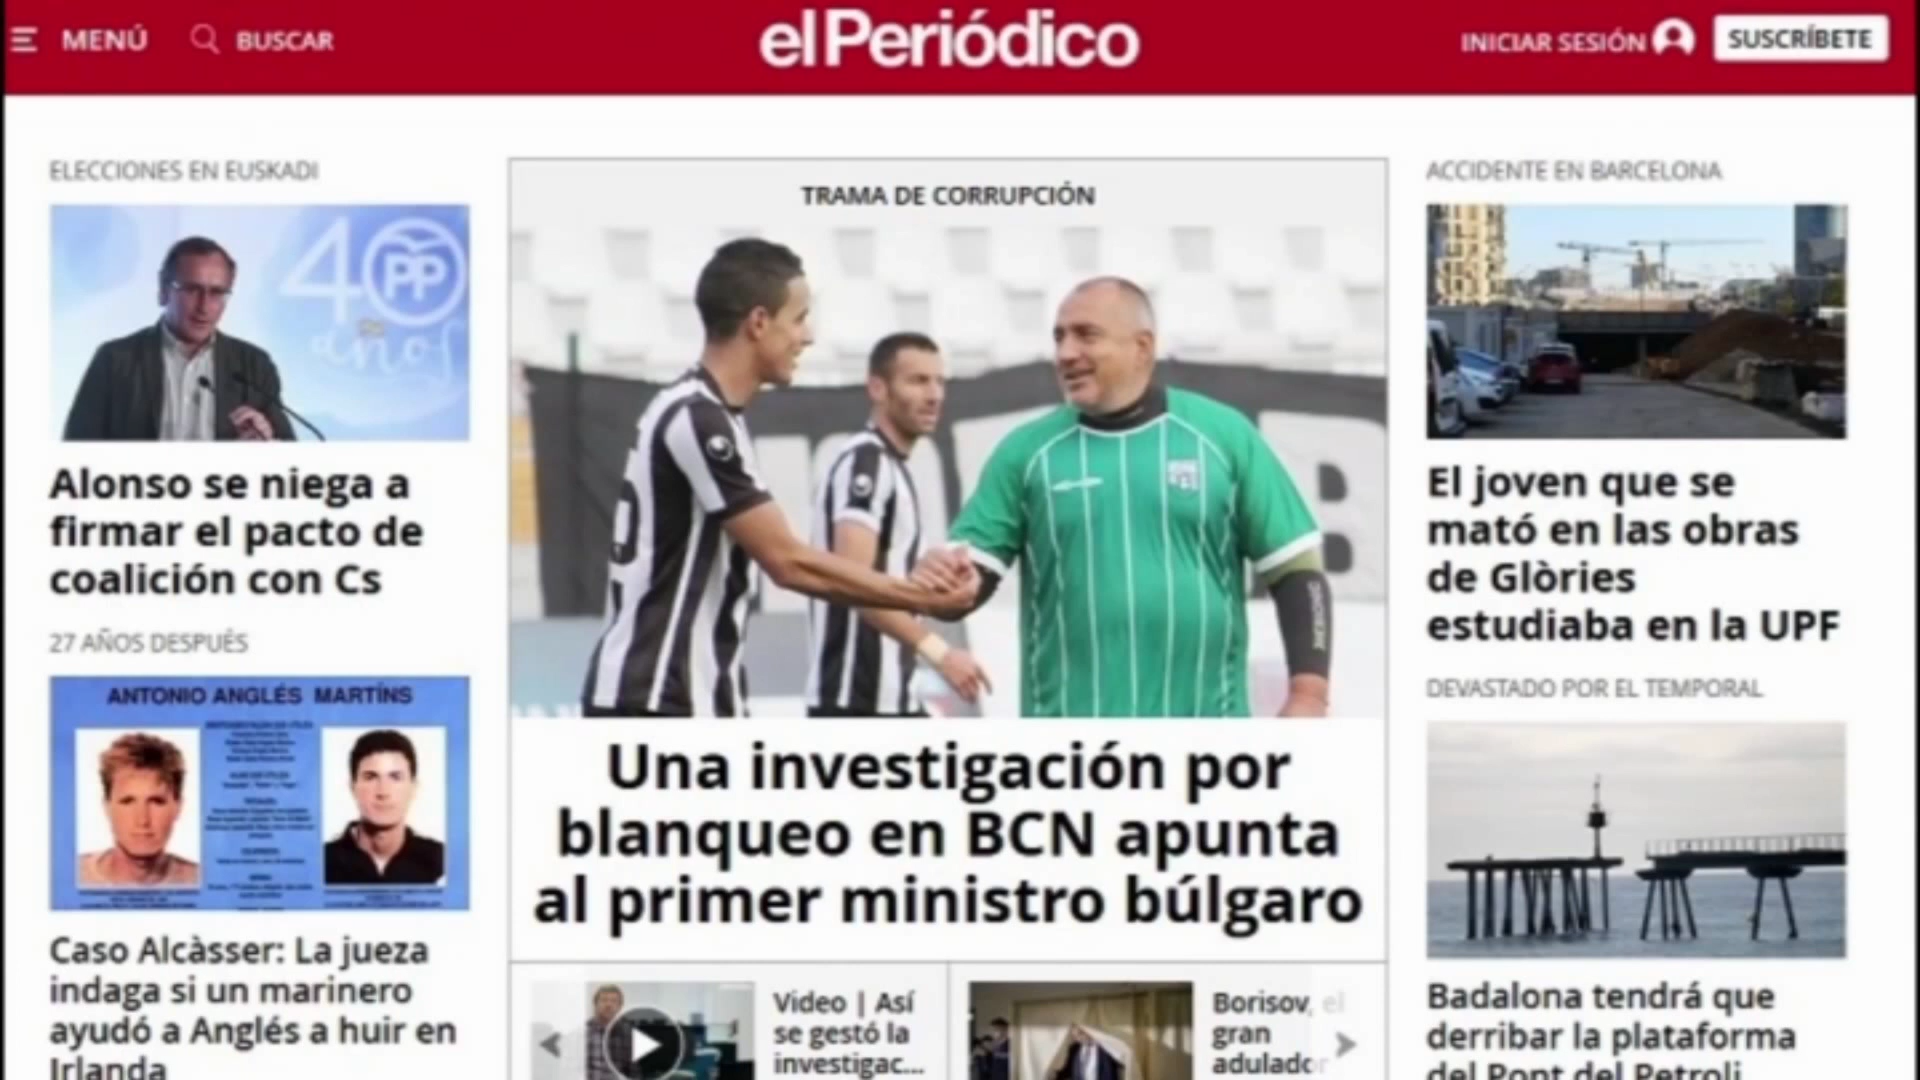 MENÚ
BUSCAR
elPeriódico
INICIAR SESIÓN
SUSCRÍBETE
ELECCIONES EN EUSKADI
40
PP
años
Alonso se niega a
firmar el pacto de
coalición con Cs
27 AÑOS DESPUÉS
ANTONIO ANGLÉS MARTÍNS
Caso Alcàsser: La jueza
indaga si un marinero
ayudó a Anglés a huir en
Irlanda
TRAMA DE CORRUPCIÓN
Una investigación por
blanqueo en BCN apunta
al primer ministro búlgaro
Video | Así
se gestó la
investigac...
Borisov, el
gran
adulador
ACCIDENTE EN BARCELONA
El joven que se
mató en las obras
de Glòries
estudiaba en la UPF
DEVASTADO POR EL TEMPORAL
Badalona tendrá que
derribar la plataforma
del Pont del Petroli